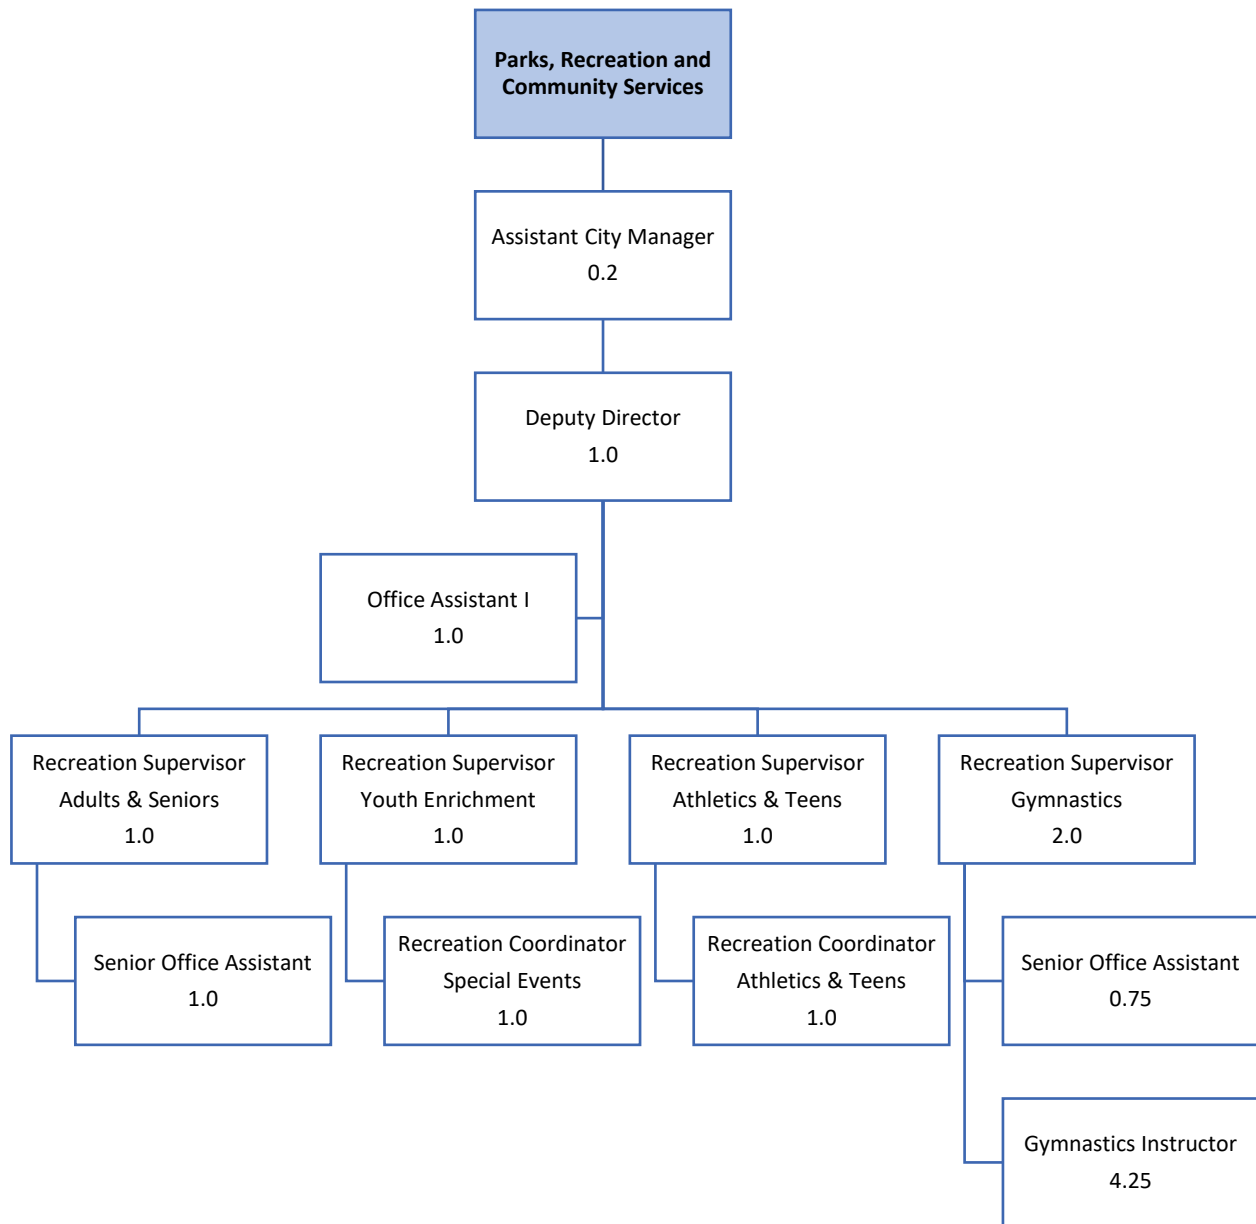 Parks, Recreation and
Community Services
Assistant City Manager
0.2
Deputy Director
1.0
Office Assistant I
1.0
Recreation Supervisor
Adults & Seniors
1.0
Recreation Supervisor
Youth Enrichment
1.0
Recreation Supervisor
Athletics & Teens
1.0
Recreation Supervisor
Gymnastics
2.0
Senior Office Assistant
1.0
Recreation Coordinator
Special Events
1.0
Recreation Coordinator
Athletics & Teens
1.0
Senior Office Assistant
0.75
Gymnastics Instructor
4.25